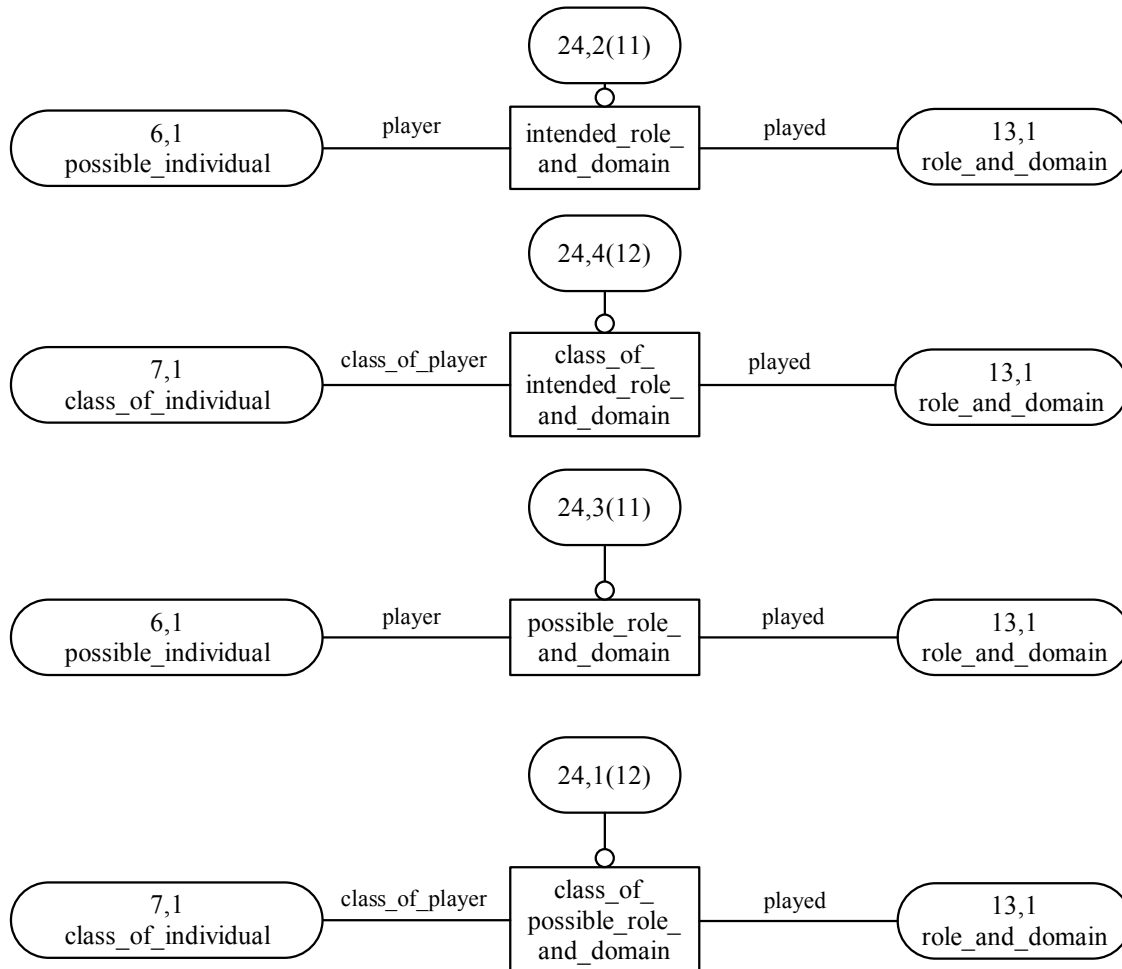 24,2(11)
6,1
possible_individual
player
intended_role_
and_domain
played
13,1
role_and_domain
24,4(12)
7,1
class_of_individual
class_of_player
class_of_
intended_role_
and_domain
played
13,1
role_and_domain
24,3(11)
6,1
possible_individual
player
possible_role_
and_domain
played
13,1
role_and_domain
24,1(12)
7,1
class_of_individual
class_of_player
class_of_
possible_role_
and_domain
played
13,1
role_and_domain